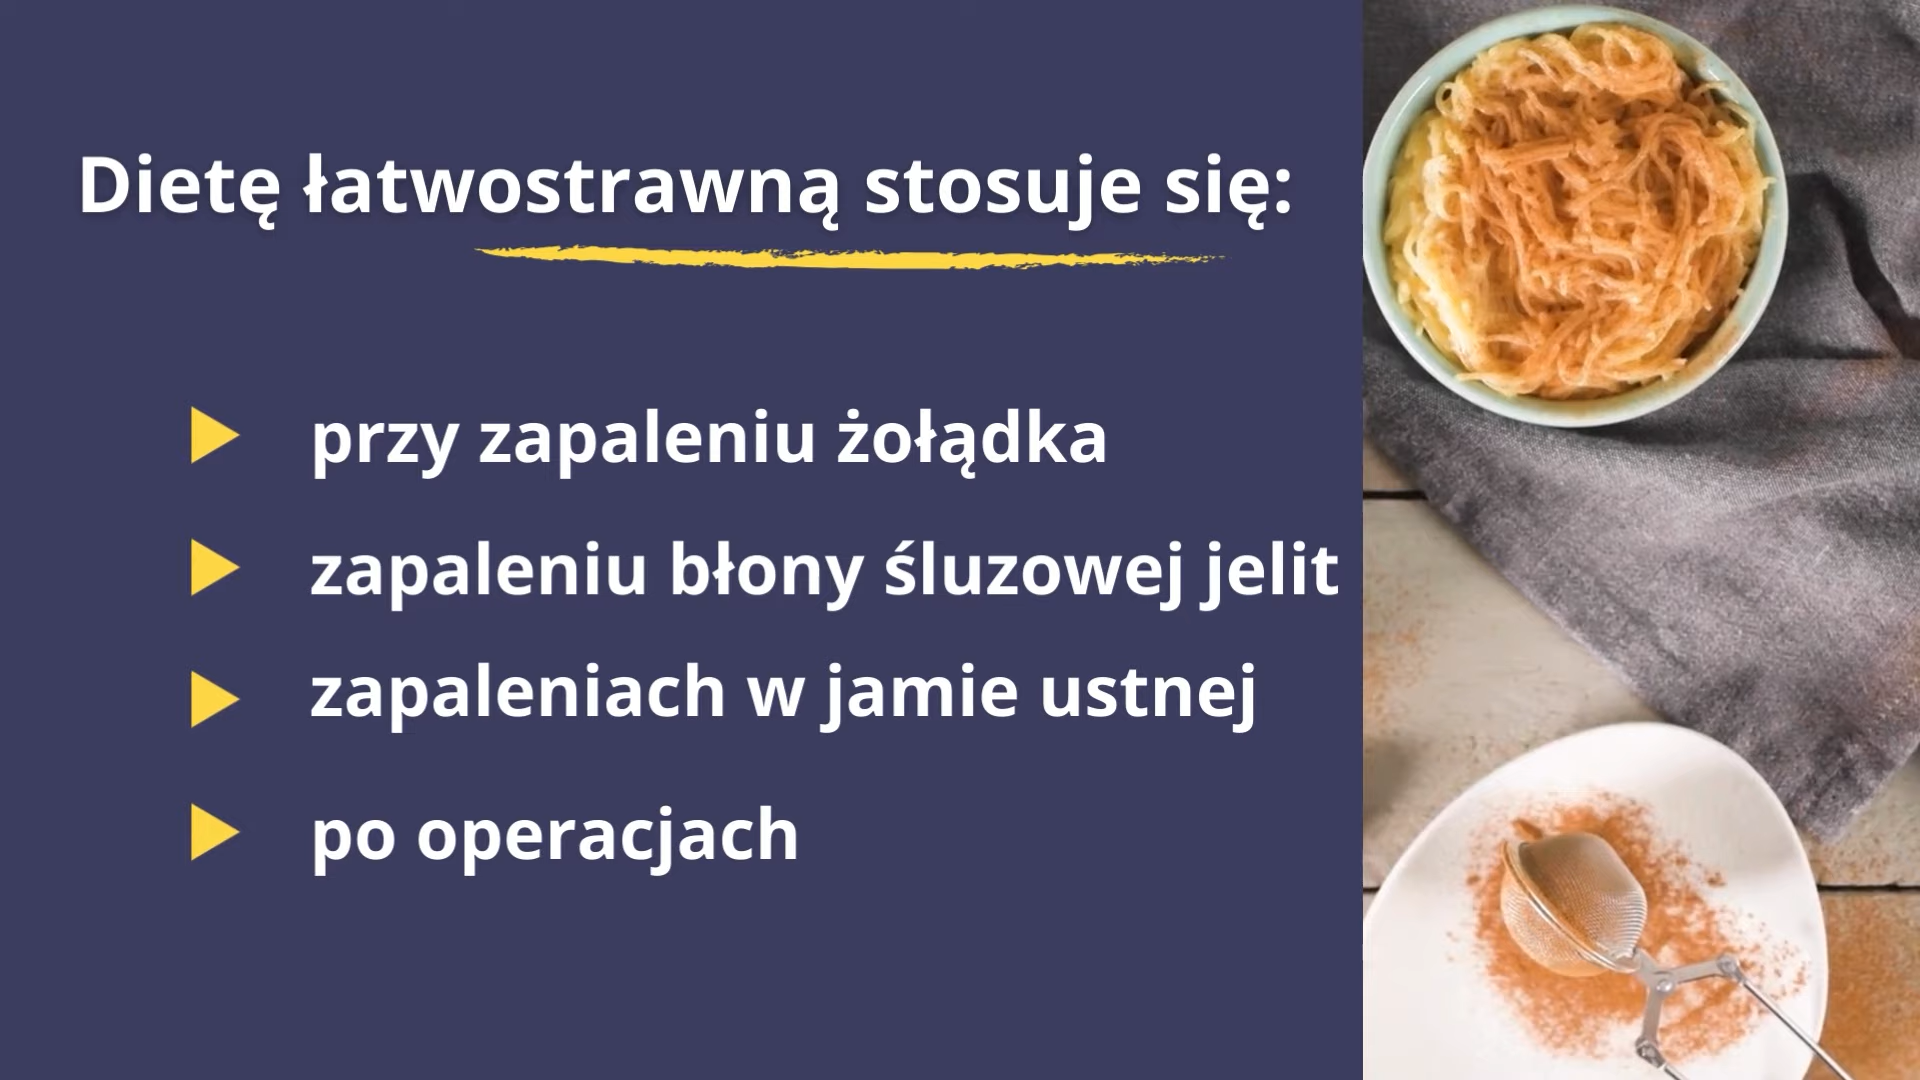 Dietę łatwostrawną stosuje się:
przy zapaleniu żołądka
zapaleniu błony śluzowej jelit
zapaleniach w jamie ustnej
po operacjach